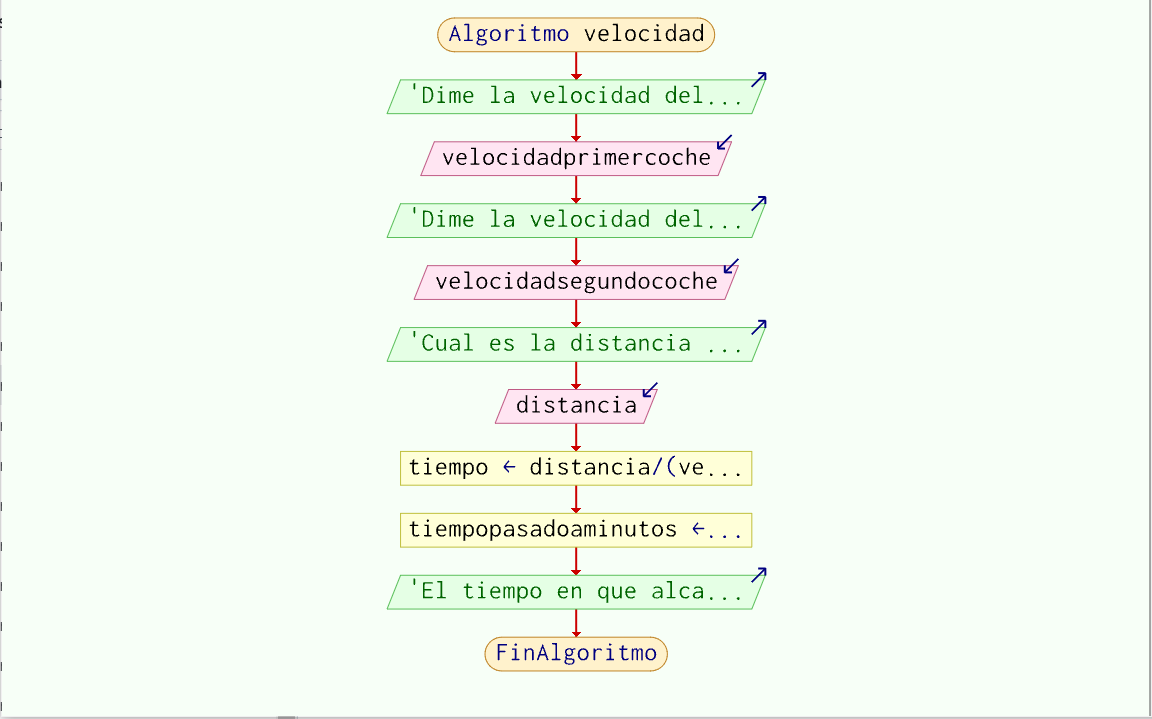 Algoritmo velocidad
'Dime la velocidad del...
velocidadprimercoche
'Dime la velocidad del...
velocidadsegundocoche
'Cual es la distancia ...
distancia
tiempo ← distancia/(ve...
tiempopasadoaminutos ←...
'El tiempo en que alca...
FinAlgoritmo